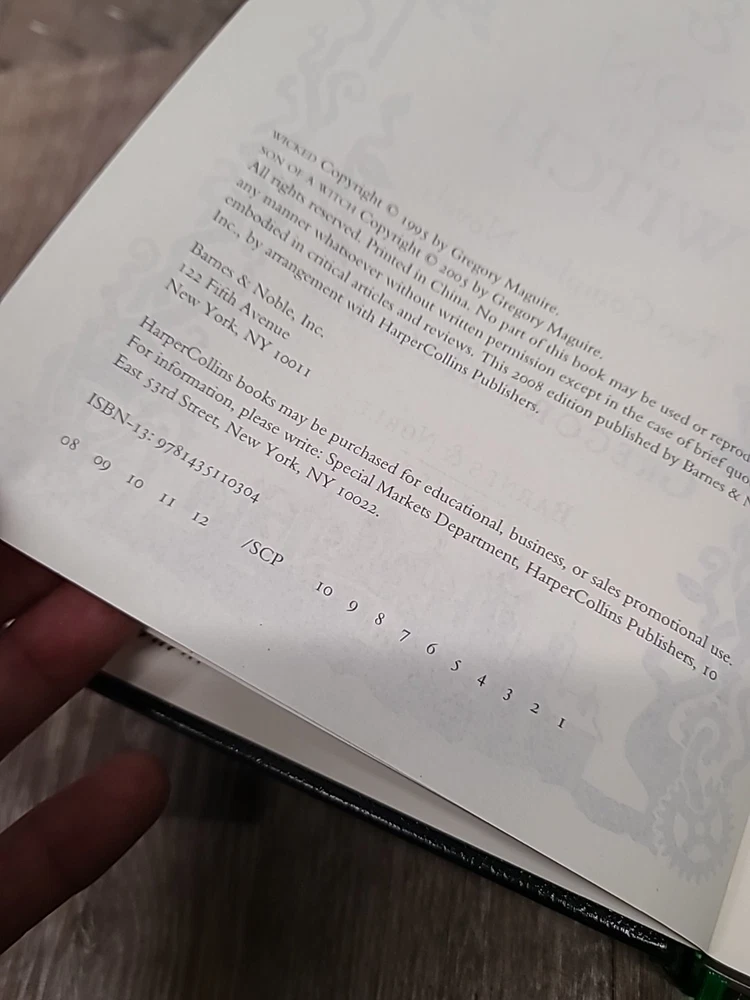 WICKED Copyright © 1995 by Gregory Maguire.
SON OF A WITCH Copyright © 2005 by Gregory Maguire.
All rights reserved. Printed in China. No part of this book may be used or reprod
any manner whatsoever without written permission except in the case of brief quo
embodied in critical articles and reviews. This 2008 edition published by Barnes & N
Inc., by arrangement with HarperCollins Publishers.
Barnes & Noble, Inc.
122 Fifth Avenue
New York, NY 10011
HarperCollins books may be purchased for educational, business, or sales promotional use.
For information, please write: Special Markets Department, HarperCollins Publishers, 10
East 53rd Street, New York, NY 10022.
ISBN-13: 9781435110304
08 09 10 11 12 /SCP 10 9 8 7 6 5 4 3 2 1